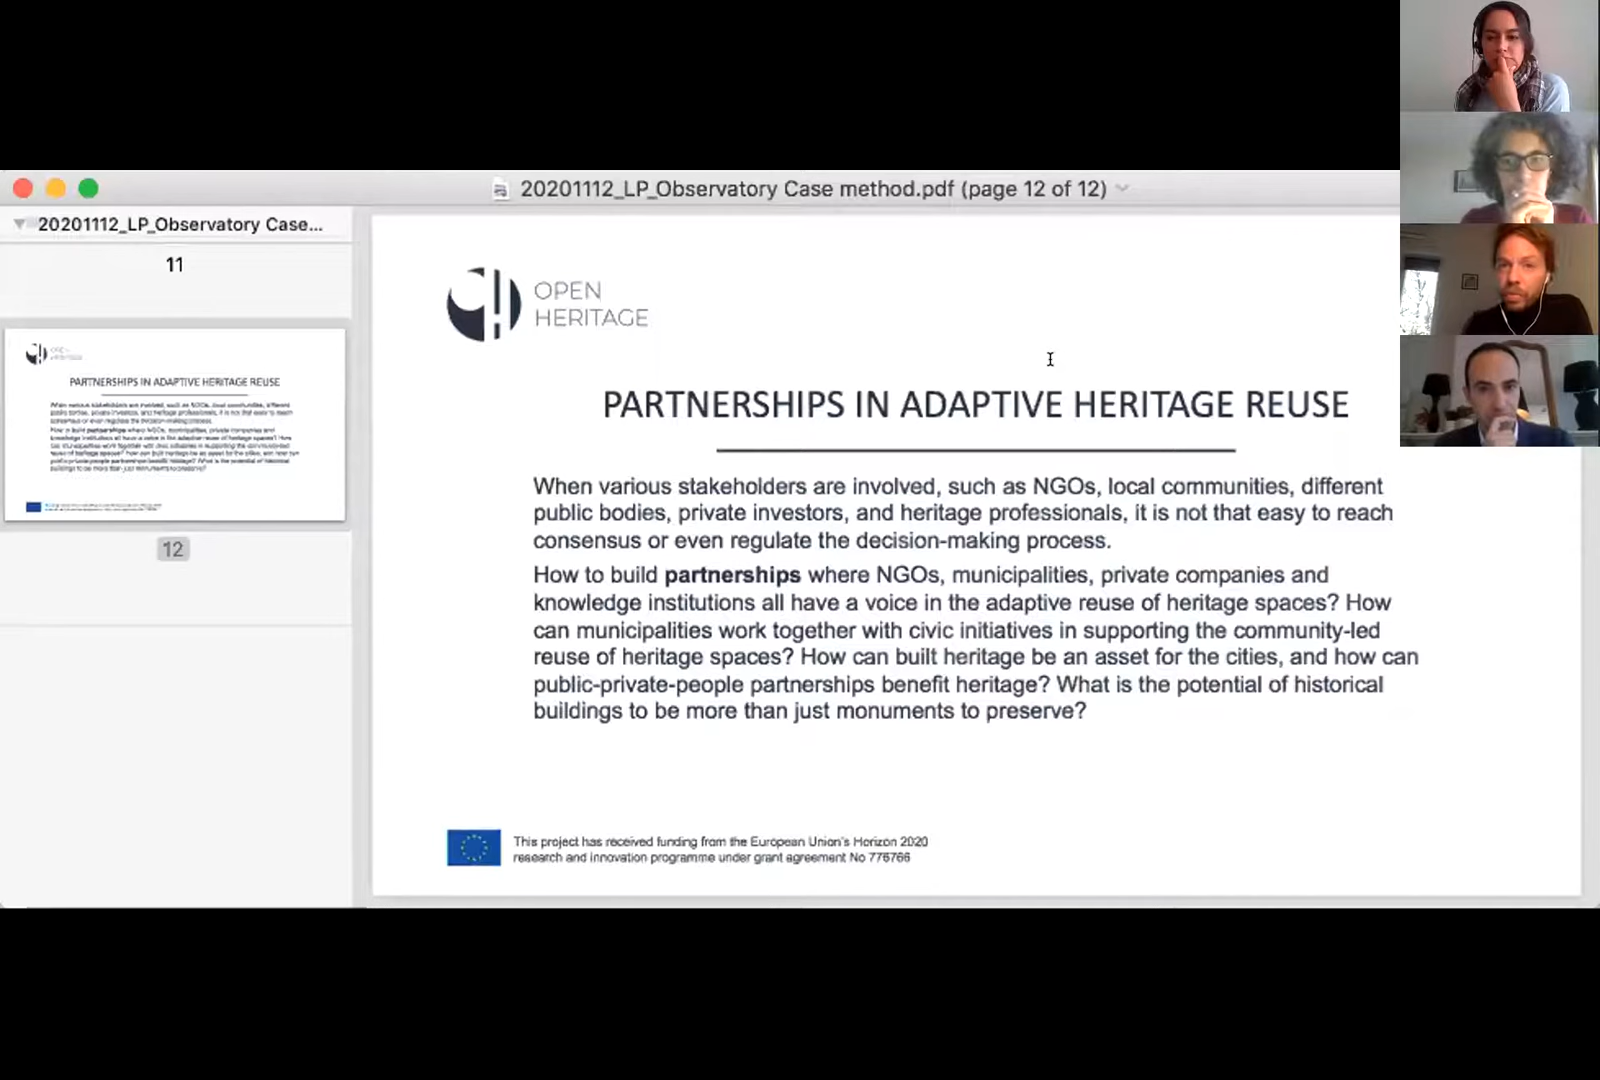 20201112_LP_Observatory Case method.pdf (page 12 of 12)
20201112_LP_Observatory Case...
11
PARTNERSHIPS IN ADAPTIVE HERITAGE REUSE
12
OPEN
HERITAGE
PARTNERSHIPS IN ADAPTIVE HERITAGE REUSE
When various stakeholders are involved, such as NGOs, local communities, different
public bodies, private investors, and heritage professionals, it is not that easy to reach
consensus or even regulate the decision-making process.
How to build partnerships where NGOs, municipalities, private companies and
knowledge institutions all have a voice in the adaptive reuse of heritage spaces? How
can municipalities work together with civic initiatives in supporting the community-led
reuse of heritage spaces? How can built heritage be an asset for the cities, and how can
public-private-people partnerships benefit heritage? What is the potential of historical
buildings to be more than just monuments to preserve?
This project has received funding from the European Union's Horizon 2020
research and innovation programme under grant agreement No 776766